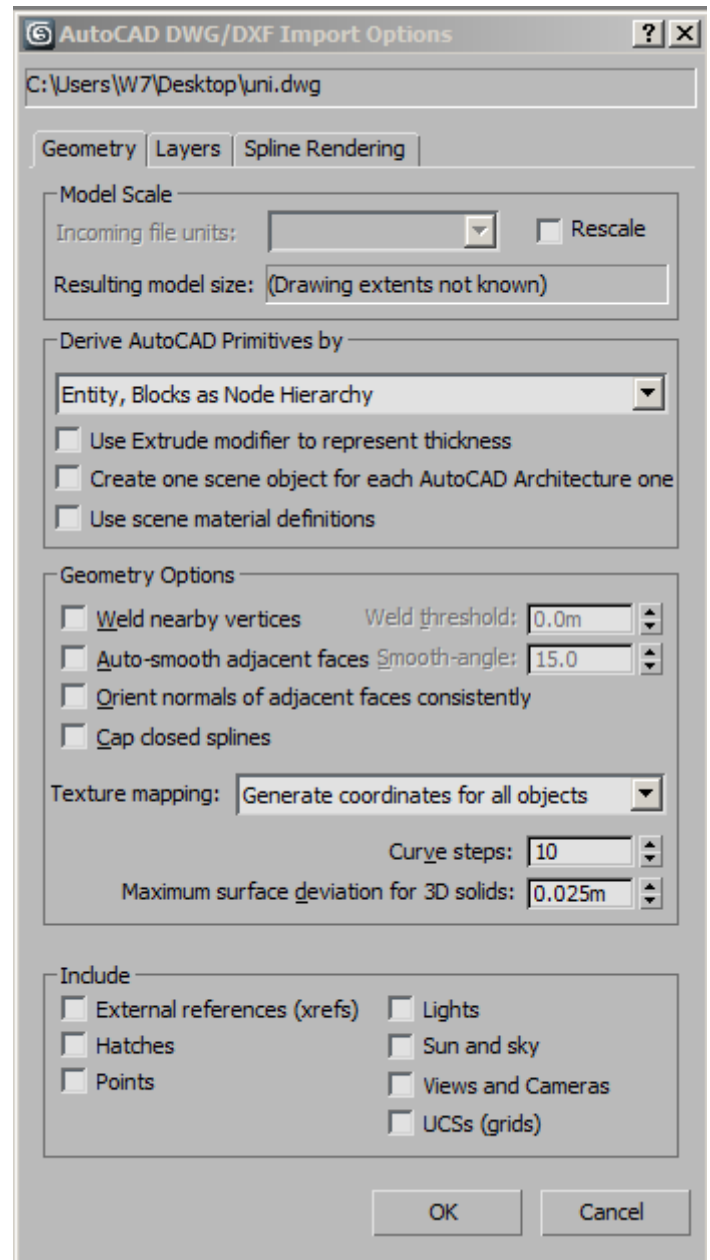 AutoCAD DWG/DXF Import Options
C:\Users\W7\Desktop\uni.dwg
Geometry Layers Spline Rendering
Model Scale
Incoming file units: Rescale
Resulting model size: (Drawing extents not known)
Derive AutoCAD Primitives by
Entity, Blocks as Node Hierarchy
Use Extrude modifier to represent thickness
Create one scene object for each AutoCAD Architecture one
Use scene material definitions
Geometry Options
Weld nearby vertices Weld threshold: 0.0m
Auto-smooth adjacent faces Smooth-angle: 15.0
Orient normals of adjacent faces consistently
Cap closed splines
Texture mapping: Generate coordinates for all objects
Curve steps: 10
Maximum surface deviation for 3D solids: 0.025m
Include
External references (xrefs) Lights
Hatches Sun and sky
Points Views and Cameras
UCSs (grids)
OK Cancel